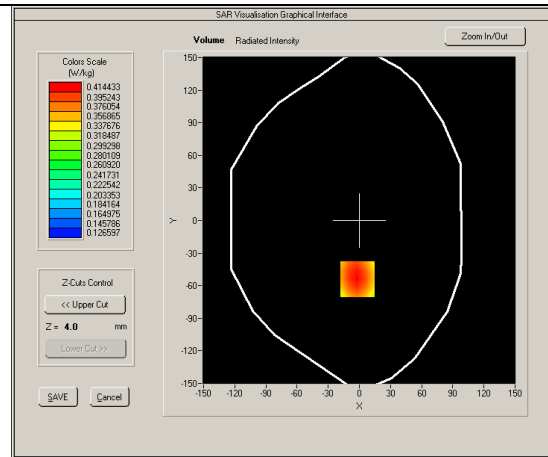 SAR Visualisation Graphical Interface
Volume Radiated Intensity
Zoom In/Out
Colors Scale
(W/kg)
0.414433
0.395243
0.376054
0.356865
0.337676
0.318487
0.299298
0.280109
0.260920
0.241731
0.222542
0.203353
0.184164
0.164975
0.145786
0.126597
Z-Cuts Control
<< Upper Cut
Z = 4.0 mm
Lower Cut >>
SAVE Cancel
150-
120-
90-
60-
30-
0-
-30-
-60-
-90-
-120-
-150-
Y
-150 -120 -90 -60 -30 0 30 60 90 120 150
X